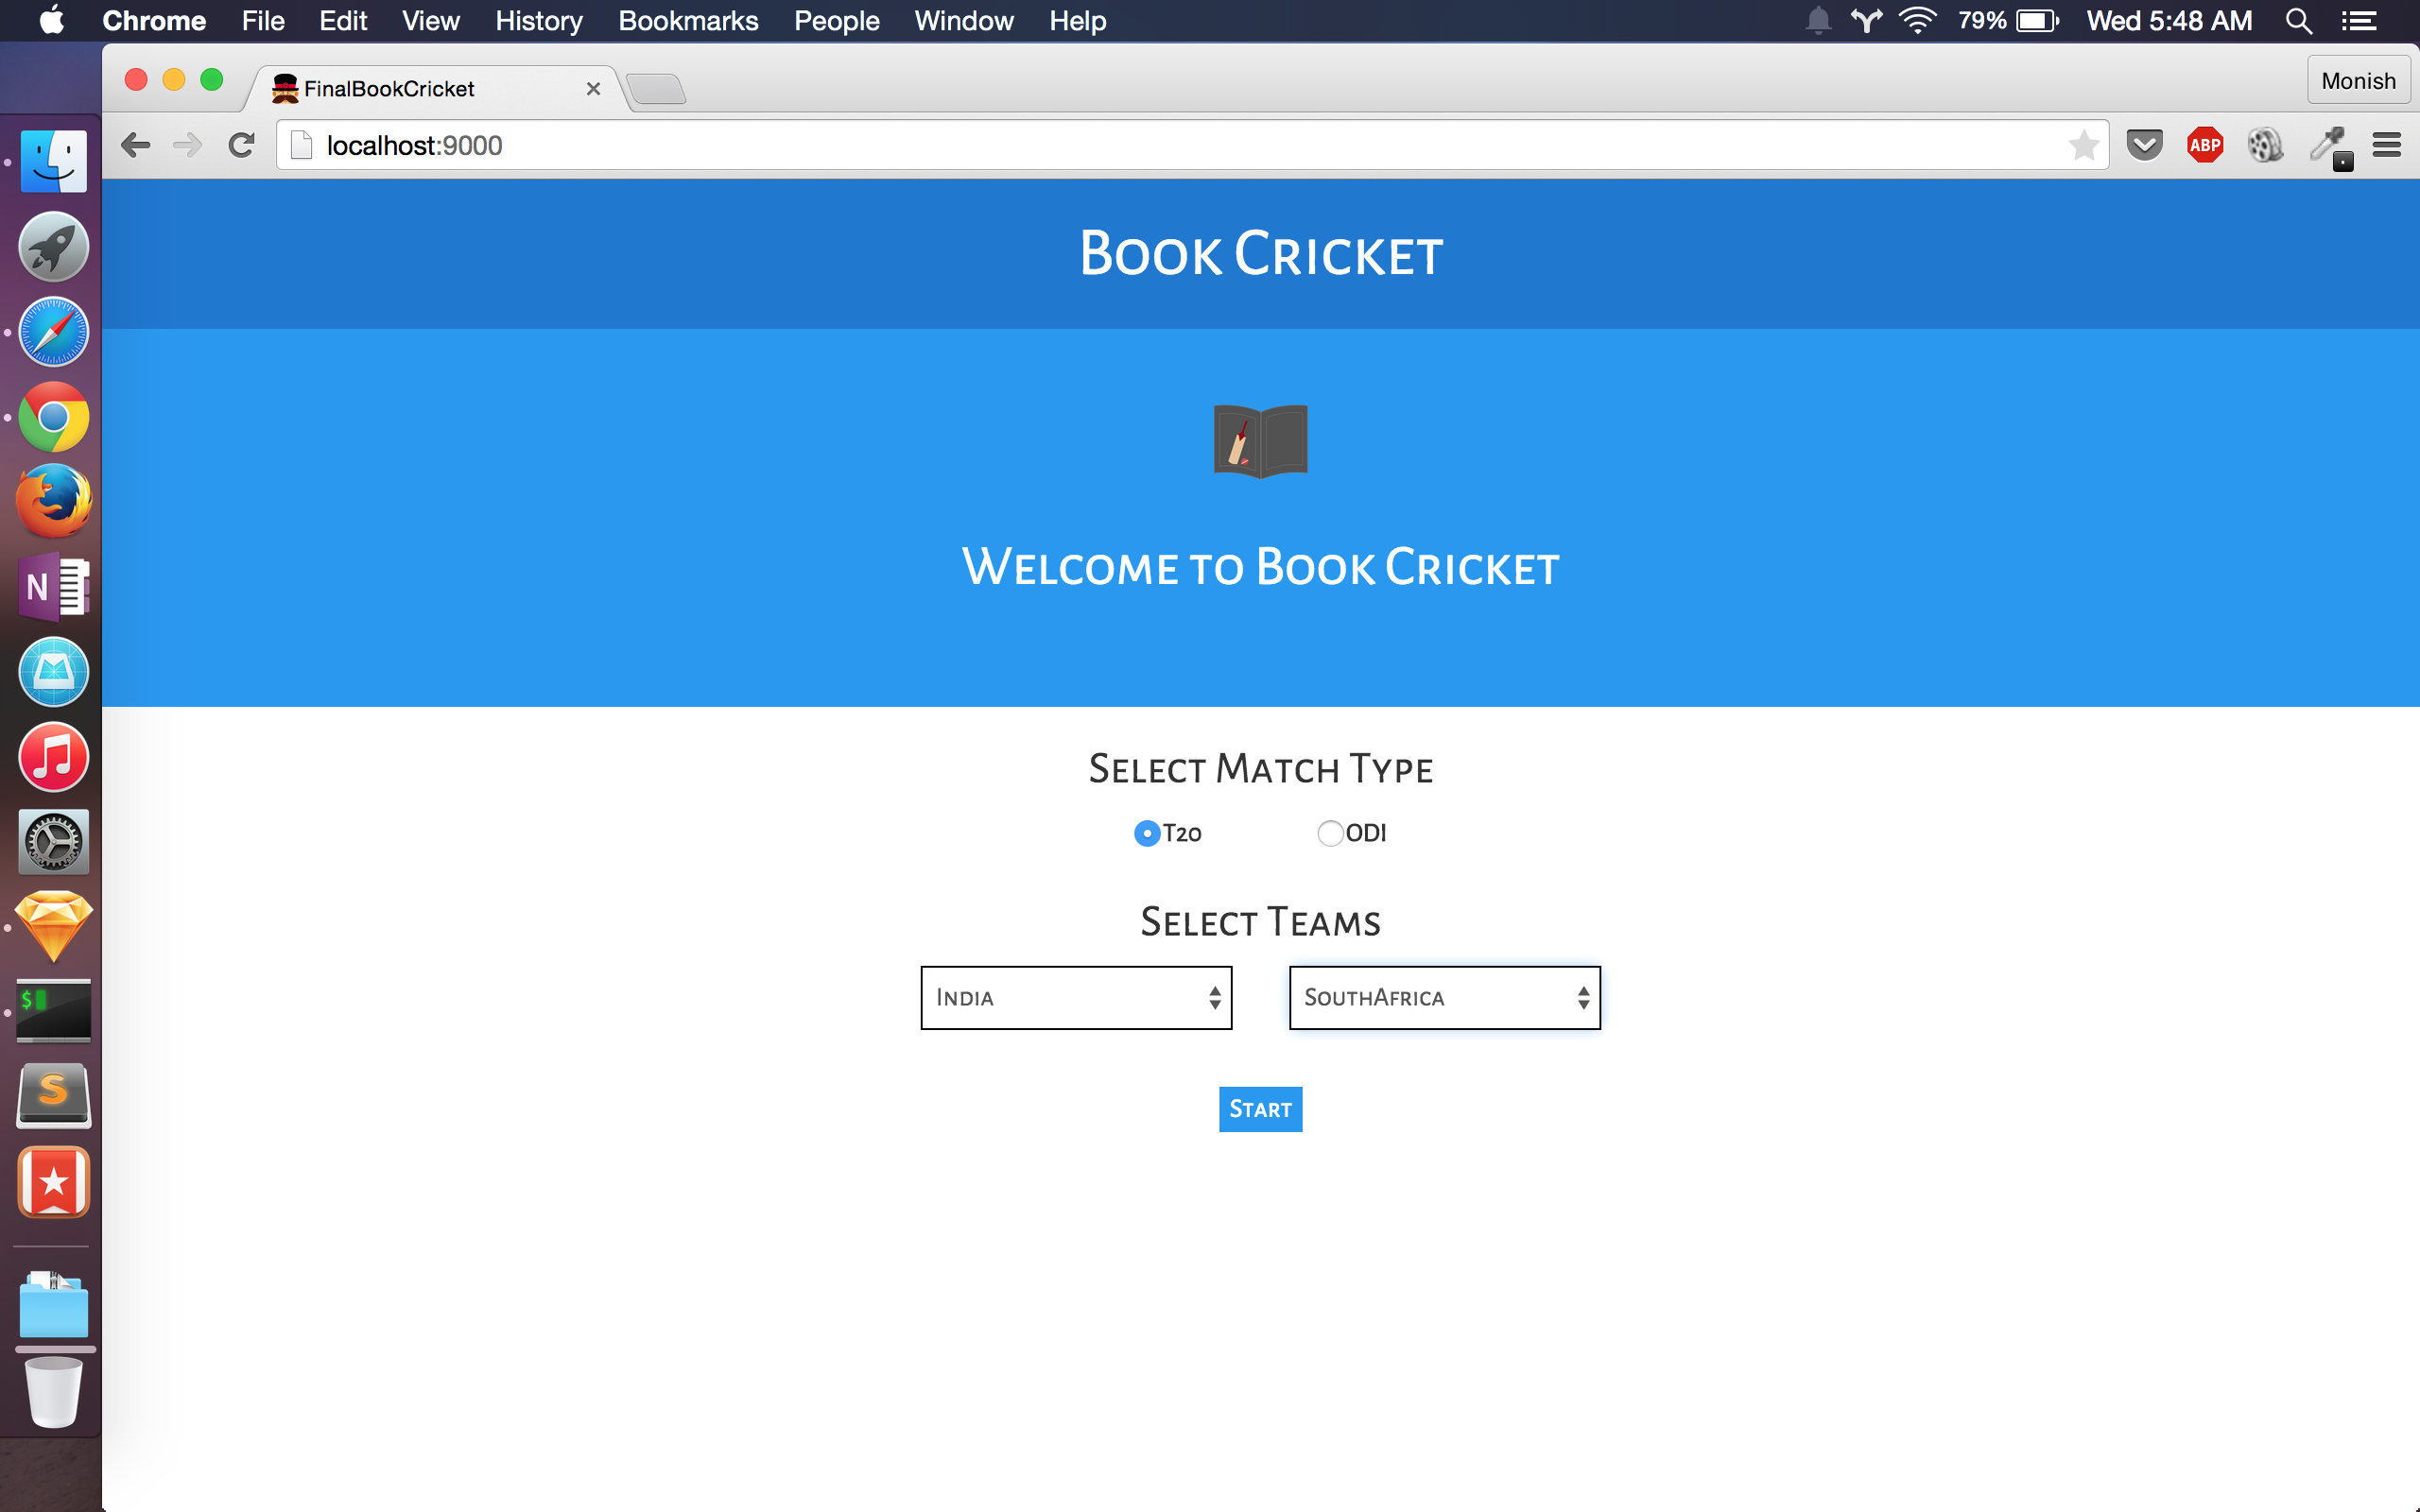 Chrome File Edit View History Bookmarks People Window Help 79% Wed 5:48 AM
FinalBookCricket Monish
localhost:9000 ABP
Book Cricket
Welcome to Book Cricket
Select Match Type
T20 ODI
Select Teams
India SouthAfrica
Start
N
$
S